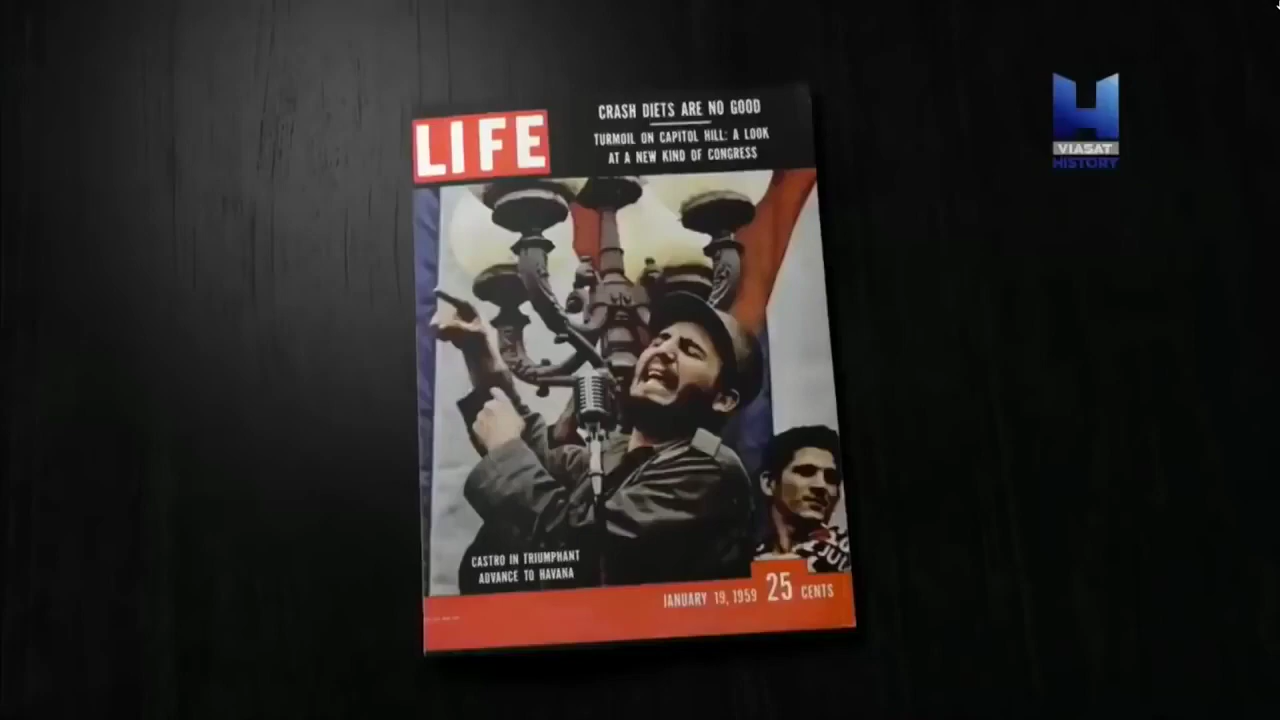 CRASH DIETS ARE NO GOOD
LIFE
TURMOIL ON CAPITOL HILL: A LOOK
AT A NEW KIND OF CONGRESS
VIASAT
HISTORY
CASTRO IN TRIUMPHANT
ADVANCE TO HAVANA
JANUARY 19, 1959 25 CENTS